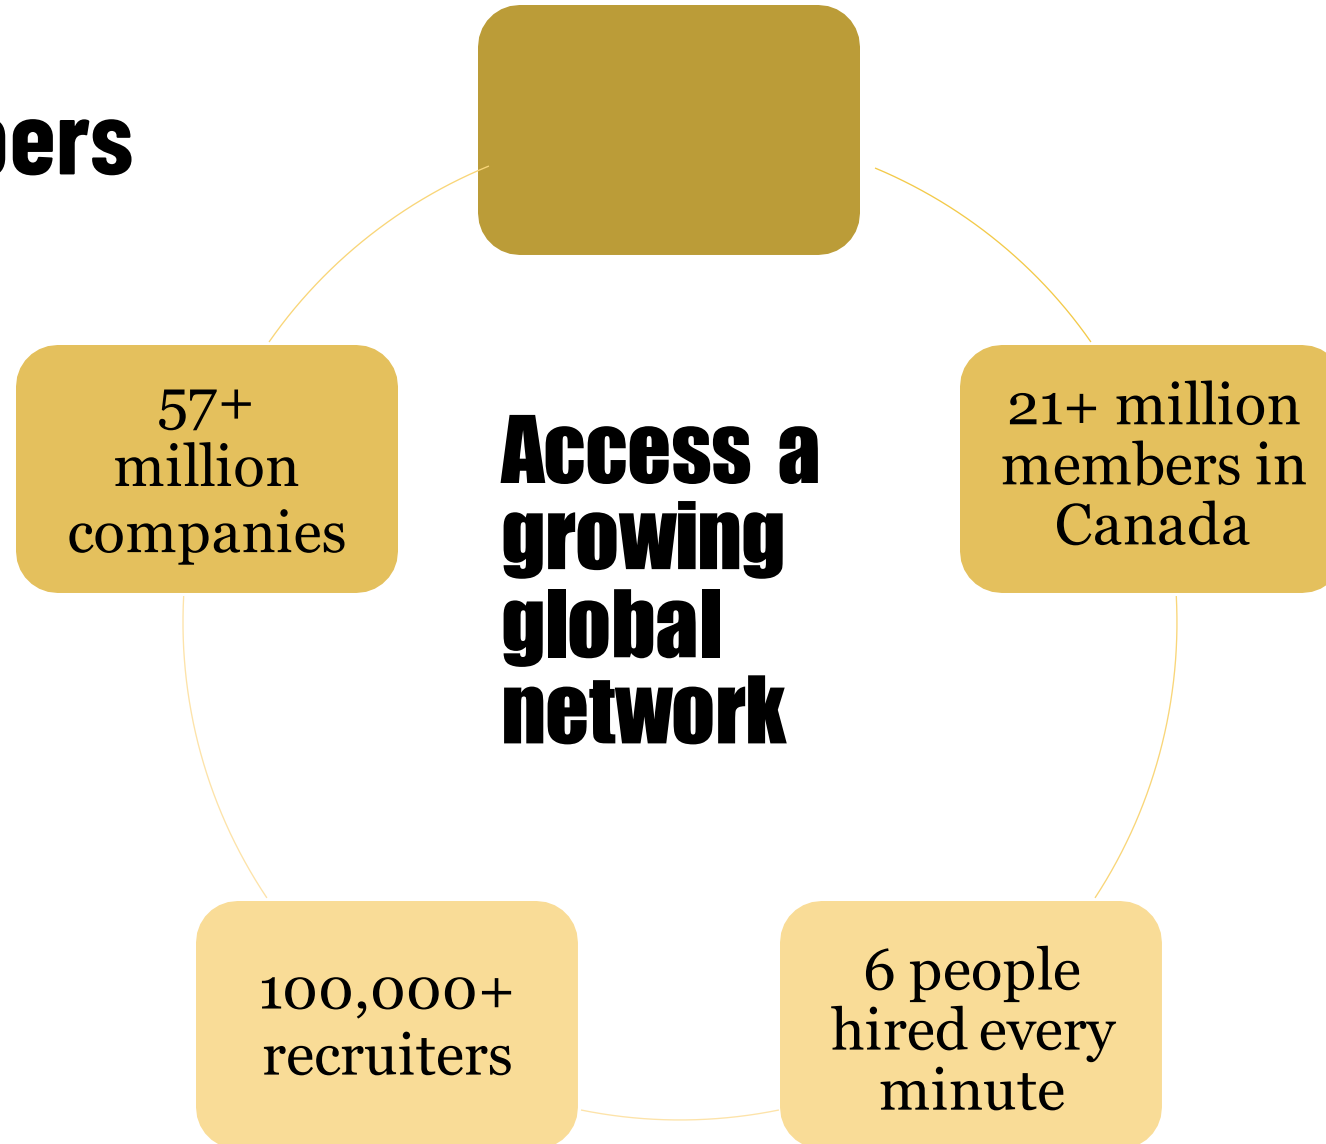 57+
million
companies
21+ million
members in
Canada
Access a
growing
global
network
100,000+
recruiters
6 people
hired every
minute